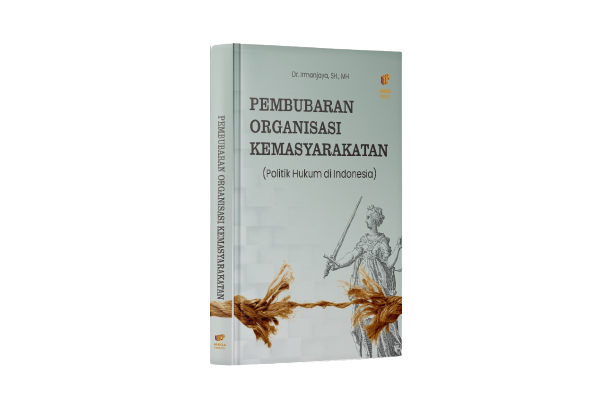 Dr. Irmanjaya, SH., MH
PEMBUBARAN
ORGANISASI
KEMASYARAKATAN
(Politik Hukum di Indonesia)
PEMBUBARAN ORGANISASI KEMASYARAKATAN